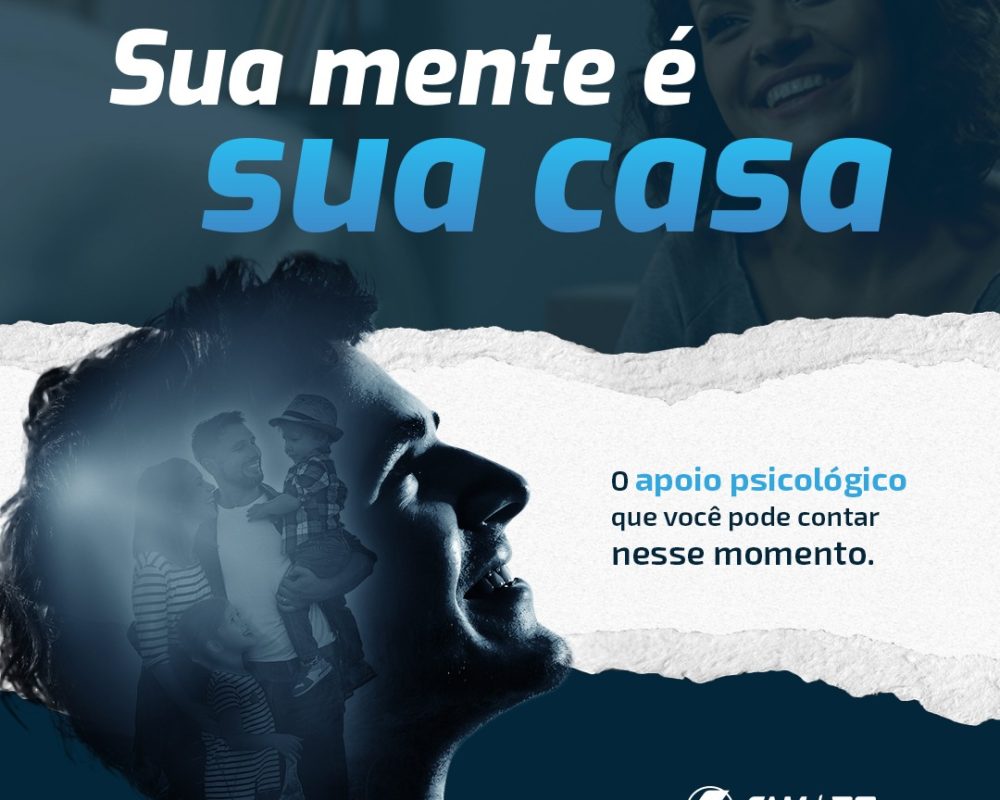 Sua mente é
sua casa
O apoio psicológico
que você pode contar
nesse momento.